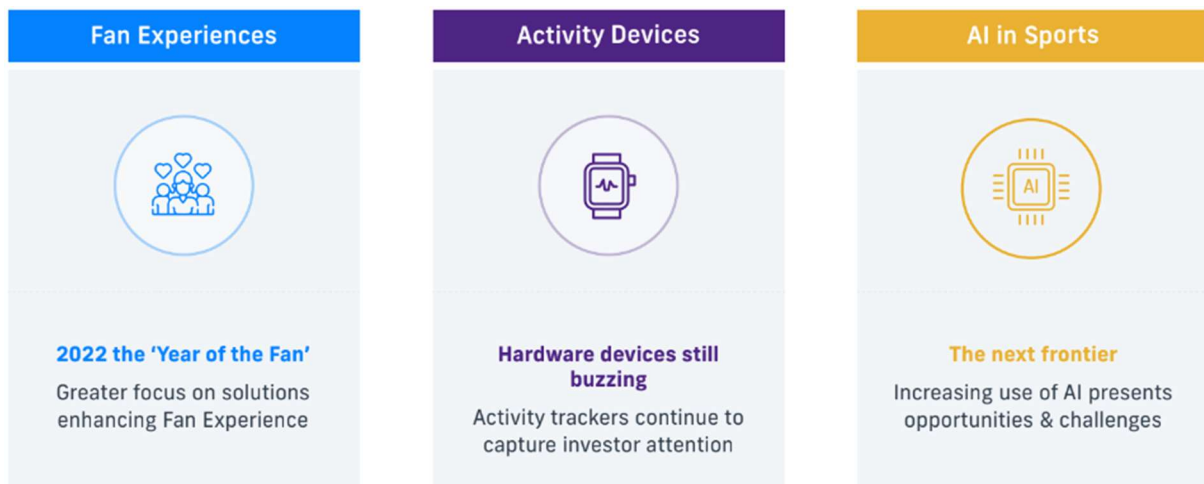 Fan Experiences
2022 the ‘Year of the Fan’
Greater focus on solutions
enhancing Fan Experience
Activity Devices
Hardware devices still
buzzing
Activity trackers continue to
capture investor attention
AI in Sports
AI
The next frontier
Increasing use of AI presents
opportunities & challenges